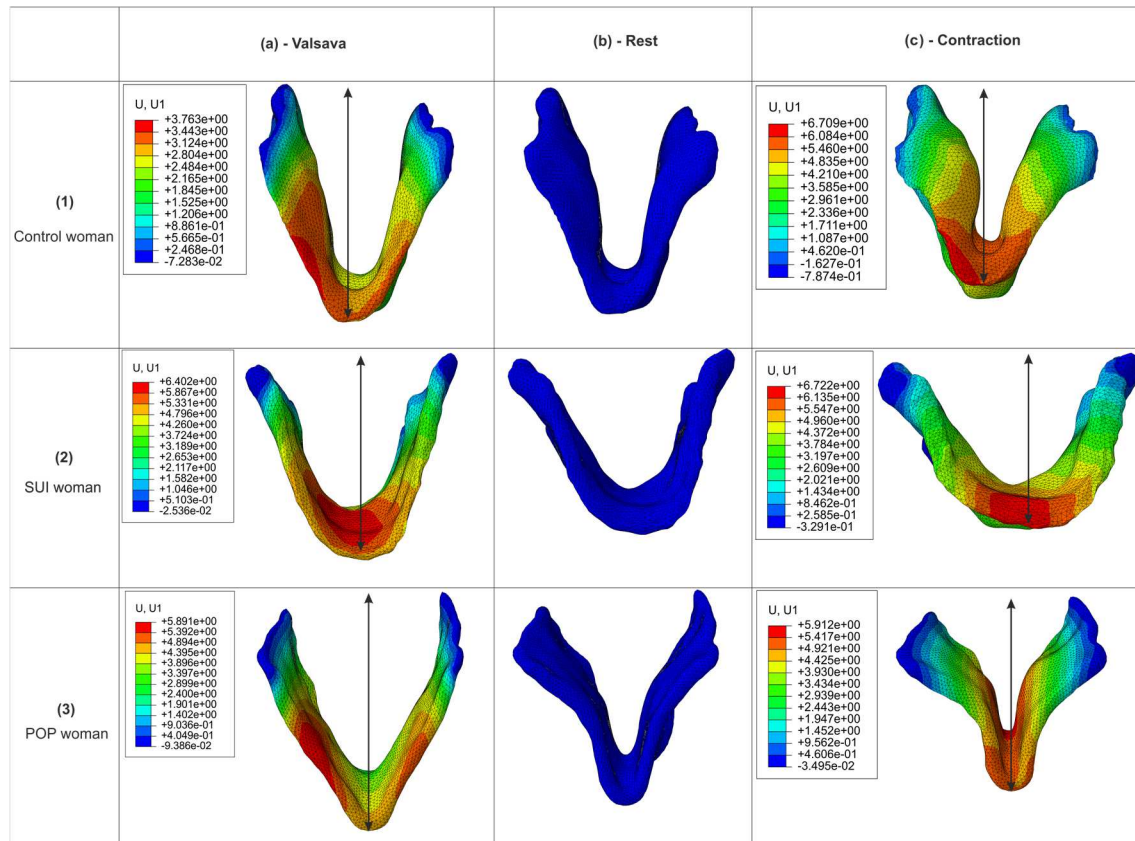 (a) - Valsava
(b) - Rest
(c) - Contraction
(1)
Control woman
U, U1
+3.763e+00
+3.443e+00
+3.124e+00
+2.804e+00
+2.484e+00
+2.165e+00
+1.845e+00
+1.525e+00
+1.206e+00
+8.861e-01
+5.665e-01
+2.468e-01
-7.283e-02
U, U1
+6.709e+00
+6.084e+00
+5.460e+00
+4.835e+00
+4.210e+00
+3.585e+00
+2.961e+00
+2.336e+00
+1.711e+00
+1.087e+00
+4.620e-01
-1.627e-01
-7.874e-01
(2)
SUI woman
U, U1
+6.402e+00
+5.867e+00
+5.331e+00
+4.796e+00
+4.260e+00
+3.724e+00
+3.189e+00
+2.653e+00
+2.117e+00
+1.582e+00
+1.046e+00
+5.103e-01
-2.536e-02
U, U1
+6.722e+00
+6.135e+00
+5.547e+00
+4.960e+00
+4.372e+00
+3.784e+00
+3.197e+00
+2.609e+00
+2.021e+00
+1.434e+00
+8.462e-01
+2.585e-01
-3.291e-01
(3)
POP woman
U, U1
+5.891e+00
+5.392e+00
+4.894e+00
+4.395e+00
+3.896e+00
+3.397e+00
+2.899e+00
+2.400e+00
+1.901e+00
+1.402e+00
+9.036e-01
+4.049e-01
-9.386e-02
U, U1
+5.912e+00
+5.417e+00
+4.921e+00
+4.425e+00
+3.930e+00
+3.434e+00
+2.939e+00
+2.443e+00
+1.947e+00
+1.452e+00
+9.562e-01
+4.606e-01
-3.495e-02